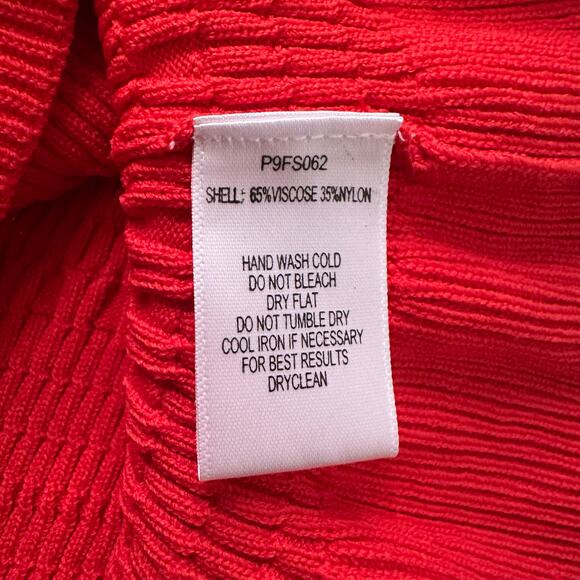 P9FS062
SHELL: 65%VISCOSE 35%NYLON
HAND WASH COLD
DO NOT BLEACH
DRY FLAT
DO NOT TUMBLE DRY
COOL IRON IF NECESSARY
FOR BEST RESULTS
DRYCLEAN